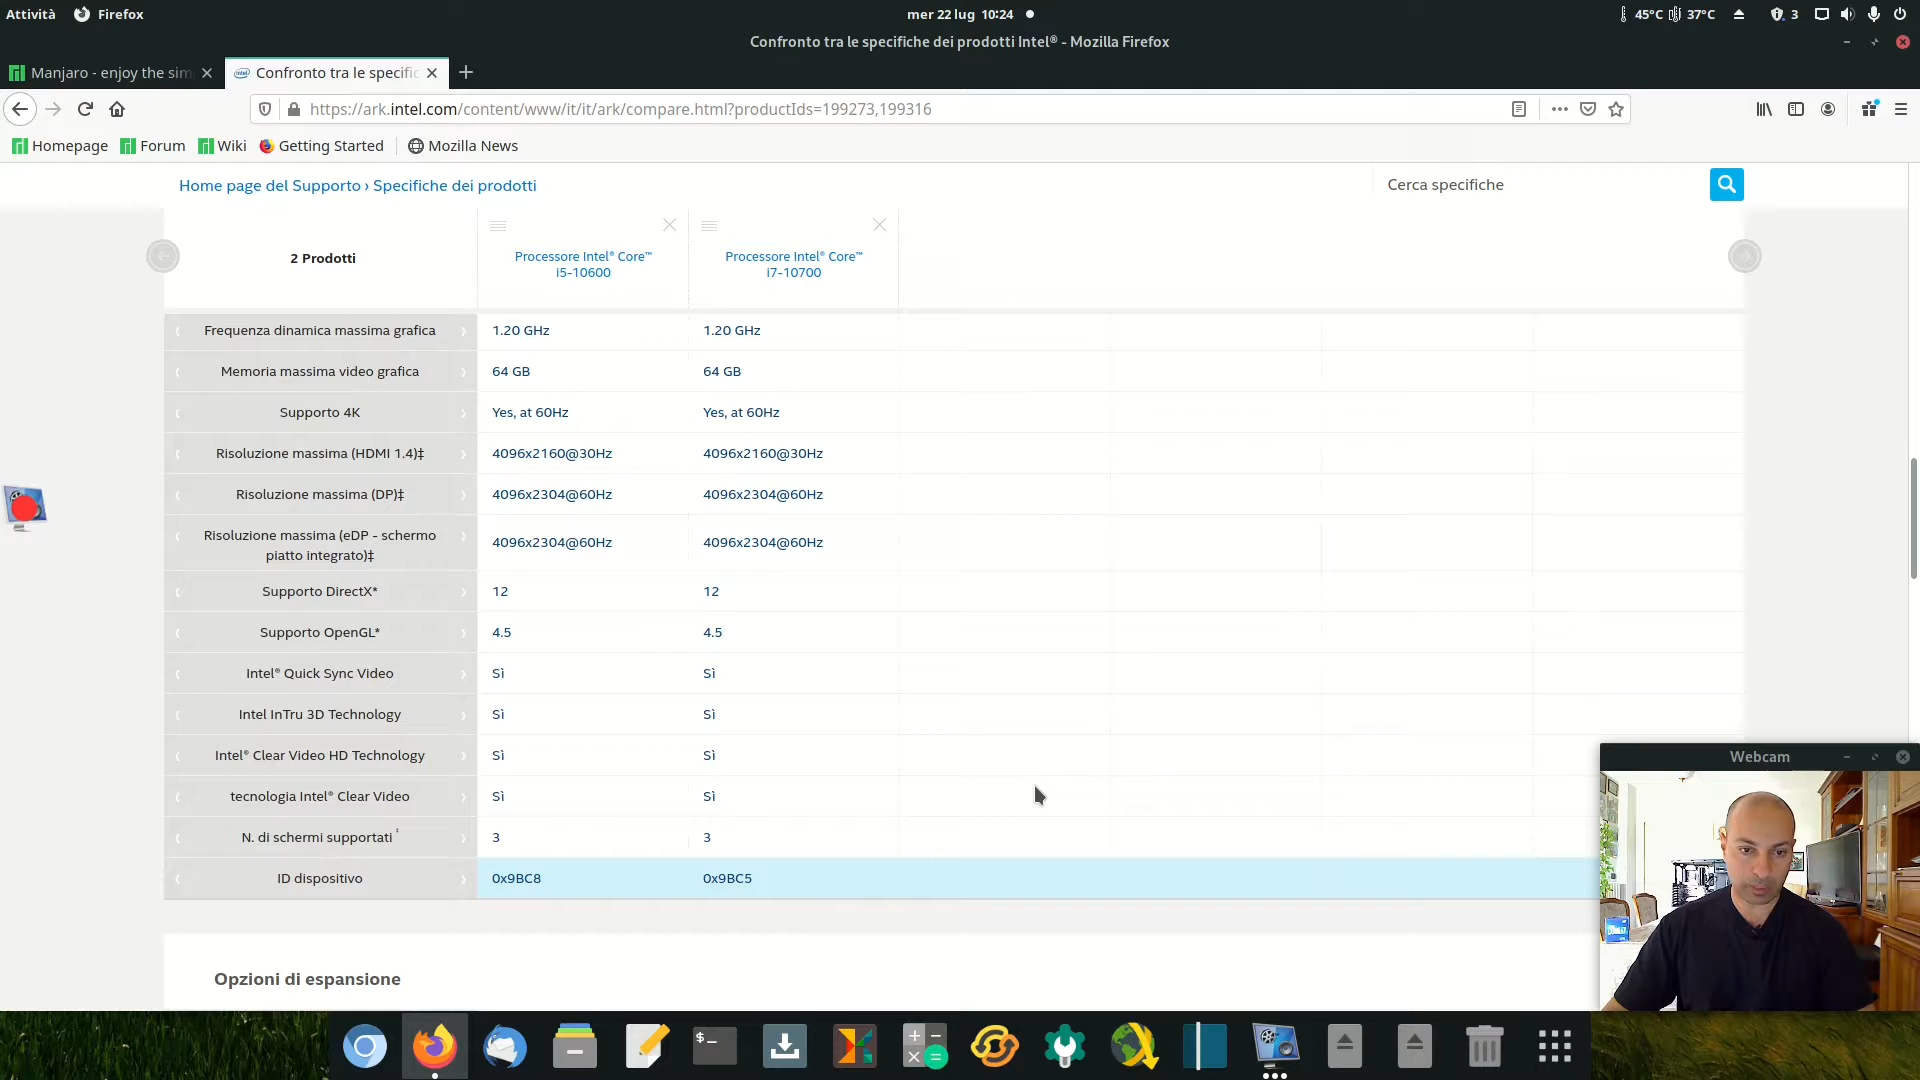 Attività Firefox mer 22 lug 10:24 45°C 37°C 3
Confronto tra le specifiche dei prodotti Intel® - Mozilla Firefox
Manjaro - enjoy the sim Confronto tra le specific
https://ark.intel.com/content/www/it/it/ark/compare.html?productIds=199273,199316
Homepage Forum Wiki Getting Started Mozilla News
Home page del Supporto › Specifiche dei prodotti Cerca specifiche
2 Prodotti
Processore Intel® Core™
i5-10600
Processore Intel® Core™
i7-10700
Frequenza dinamica massima grafica 1.20 GHz 1.20 GHz
Memoria massima video grafica 64 GB 64 GB
Supporto 4K Yes, at 60Hz Yes, at 60Hz
Risoluzione massima (HDMI 1.4)‡ 4096x2160@30Hz 4096x2160@30Hz
Risoluzione massima (DP)‡ 4096x2304@60Hz 4096x2304@60Hz
Risoluzione massima (eDP - schermo
piatto integrato)‡ 4096x2304@60Hz 4096x2304@60Hz
Supporto DirectX* 12 12
Supporto OpenGL* 4.5 4.5
Intel® Quick Sync Video Sì Sì
Intel InTru 3D Technology Sì Sì
Intel® Clear Video HD Technology Sì Sì
tecnologia Intel® Clear Video Sì Sì
N. di schermi supportati ‡ 3 3
ID dispositivo 0x9BC8 0x9BC5
Opzioni di espansione
Webcam